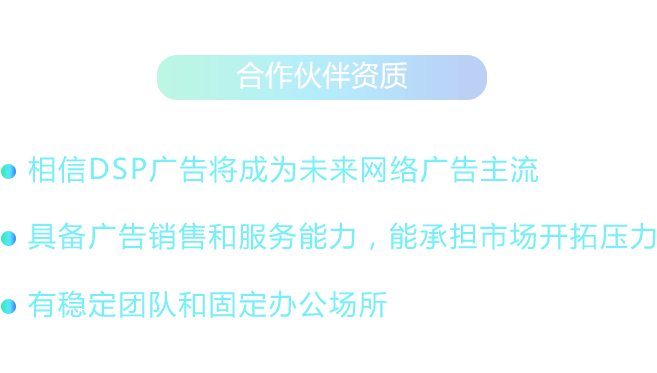 合作伙伴资质
相信DSP广告将成为未来网络广告主流
具备广告销售和服务能力，能承担市场开拓压力
有稳定团队和固定办公场所